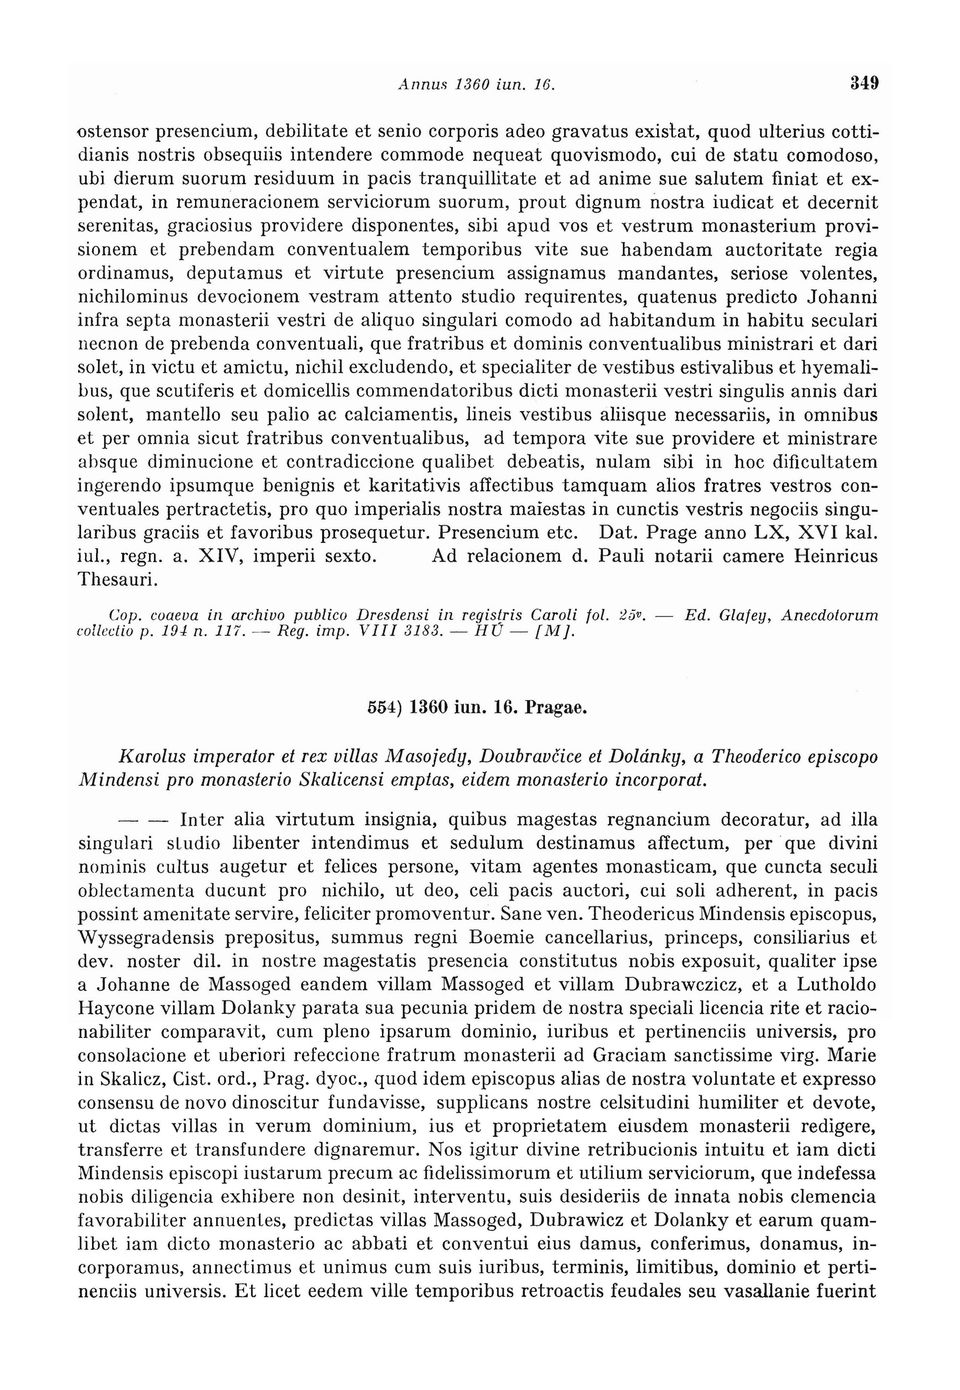 Annus 1360 iun. 16. 349
ostensor presencium, debilitate et senio corporis adeo gravatus existat, quod ulterius cotti-
dianis nostris obsequiis intendere commode nequeat quovismodo, cui de statu comodoso,
ubi dierum suorum residuum in pacis tranquillitate et ad anime sue salutem finiat et ex-
pendat, in remuneracionem serviciorum suorum, prout dignum nostra iudicat et decernit
serenitas, graciosius providere disponentes, sibi apud vos et vestrum monasterium provi-
sionem et prebendam conventualem temporibus vite sue habendam auctoritate regia
ordinamus, deputamus et virtute presencium assignamus mandantes, seriose volentes,
nichilominus devocionem vestram attento studio requirentes, quatenus predicto Johanni
infra septa monasterii vestri de aliquo singulari comodo ad habitandum in habitu seculari
necnon de prebenda conventuali, que fratribus et dominis conventualibus ministrari et dari
solet, in victu et amictu, nichil excludendo, et specialiter de vestibus estivalibus et hyemali-
bus, que scutiferis et domicellis commendatoribus dicti monasterii vestri singulis annis dari
solent, mantello seu palio ac calciamentis, lineis vestibus aliisque necessariis, in omnibus
et per omnia sicut fratribus conventualibus, ad tempora vite sue providere et ministrare
absque diminucione et contradiccione qualibet debeatis, nulam sibi in hoc dificultatem
ingerendo ipsumque benignis et karitativis affectibus tamquam alios fratres vestros con-
ventuales pertractetis, pro quo imperialis nostra maiestas in cunctis vestris negociis singu-
laribus graciis et favoribus prosequetur. Presencium etc. Dat. Prage anno LX, XVI kal.
iul., regn. a. XIV, imperii sexto. Ad relacionem d. Pauli notarii camere Heinricus
Thesauri.
Cop. coaeva in archivo publico Dresdensi in registris Caroli fol. 25v. — Ed. Glafey, Anecdotorum
collectio p. 194 n. 117. — Reg. imp. VIII 3183. — HÚ — [M].
554) 1360 iun. 16. Pragae.
Karolus imperator et rex villas Masojedy, Doubravčice et Dolánky, a Theoderico episcopo
Mindensi pro monasterio Skalicensi emptas, eidem monasterio incorporat.
— — Inter alia virtutum insignia, quibus magestas regnancium decoratur, ad illa
singulari studio libenter intendimus et sedulum destinamus affectum, per que divini
nominis cultus augetur et felices persone, vitam agentes monasticam, que cuncta seculi
oblectamenta ducunt pro nichilo, ut deo, celi pacis auctori, cui soli adherent, in pacis
possint amenitate servire, feliciter promoventur. Sane ven. Theodericus Mindensis episcopus,
Wyssegradensis prepositus, summus regni Boemie cancellarius, princeps, consiliarius et
dev. noster dil. in nostre magestatis presencia constitutus nobis exposuit, qualiter ipse
a Johanne de Massoged eandem villam Massoged et villam Dubrawczicz, et a Lutholdo
Haycone villam Dolanky parata sua pecunia pridem de nostra speciali licencia rite et racio-
nabiliter comparavit, cum pleno ipsarum dominio, iuribus et pertinenciis universis, pro
consolacione et uberiori refeccione fratrum monasterii ad Graciam sanctissime virg. Marie
in Skalicz, Cist. ord., Prag. dyoc., quod idem episcopus alias de nostra voluntate et expresso
consensu de novo dinoscitur fundavisse, supplicans nostre celsitudini humiliter et devote,
ut dictas villas in verum dominium, ius et proprietatem eiusdem monasterii redigere,
transferre et transfundere dignaremur. Nos igitur divine retribucionis intuitu et iam dicti
Mindensis episcopi iustarum precum ac fidelissimorum et utilium serviciorum, que indefessa
nobis diligencia exhibere non desinit, interventu, suis desideriis de innata nobis clemencia
favorabiliter annuentes, predictas villas Massoged, Dubrawicz et Dolanky et earum quam-
libet iam dicto monasterio ac abbati et conventui eius damus, conferimus, donamus, in-
corporamus, annectimus et unimus cum suis iuribus, terminis, limitibus, dominio et perti-
nenciis universis. Et licet eedem ville temporibus retroactis feudales seu vasallanie fuerint